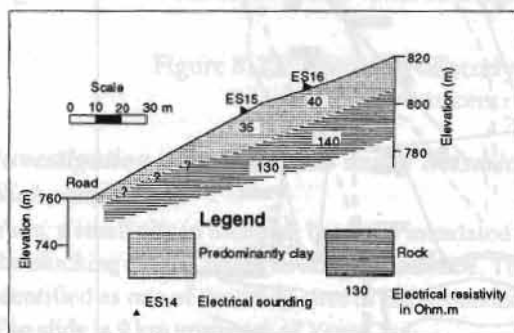 Scale
0 10 20 30 m
ES15
ES16
35
40
140
130
? ? ?
Road
760
740
Elevation (m)
820
800
780
Elevation (m)
Legend
Predominantly clay
Rock
ES14 Electrical sounding
130 Electrical resistivity
in Ohm.m